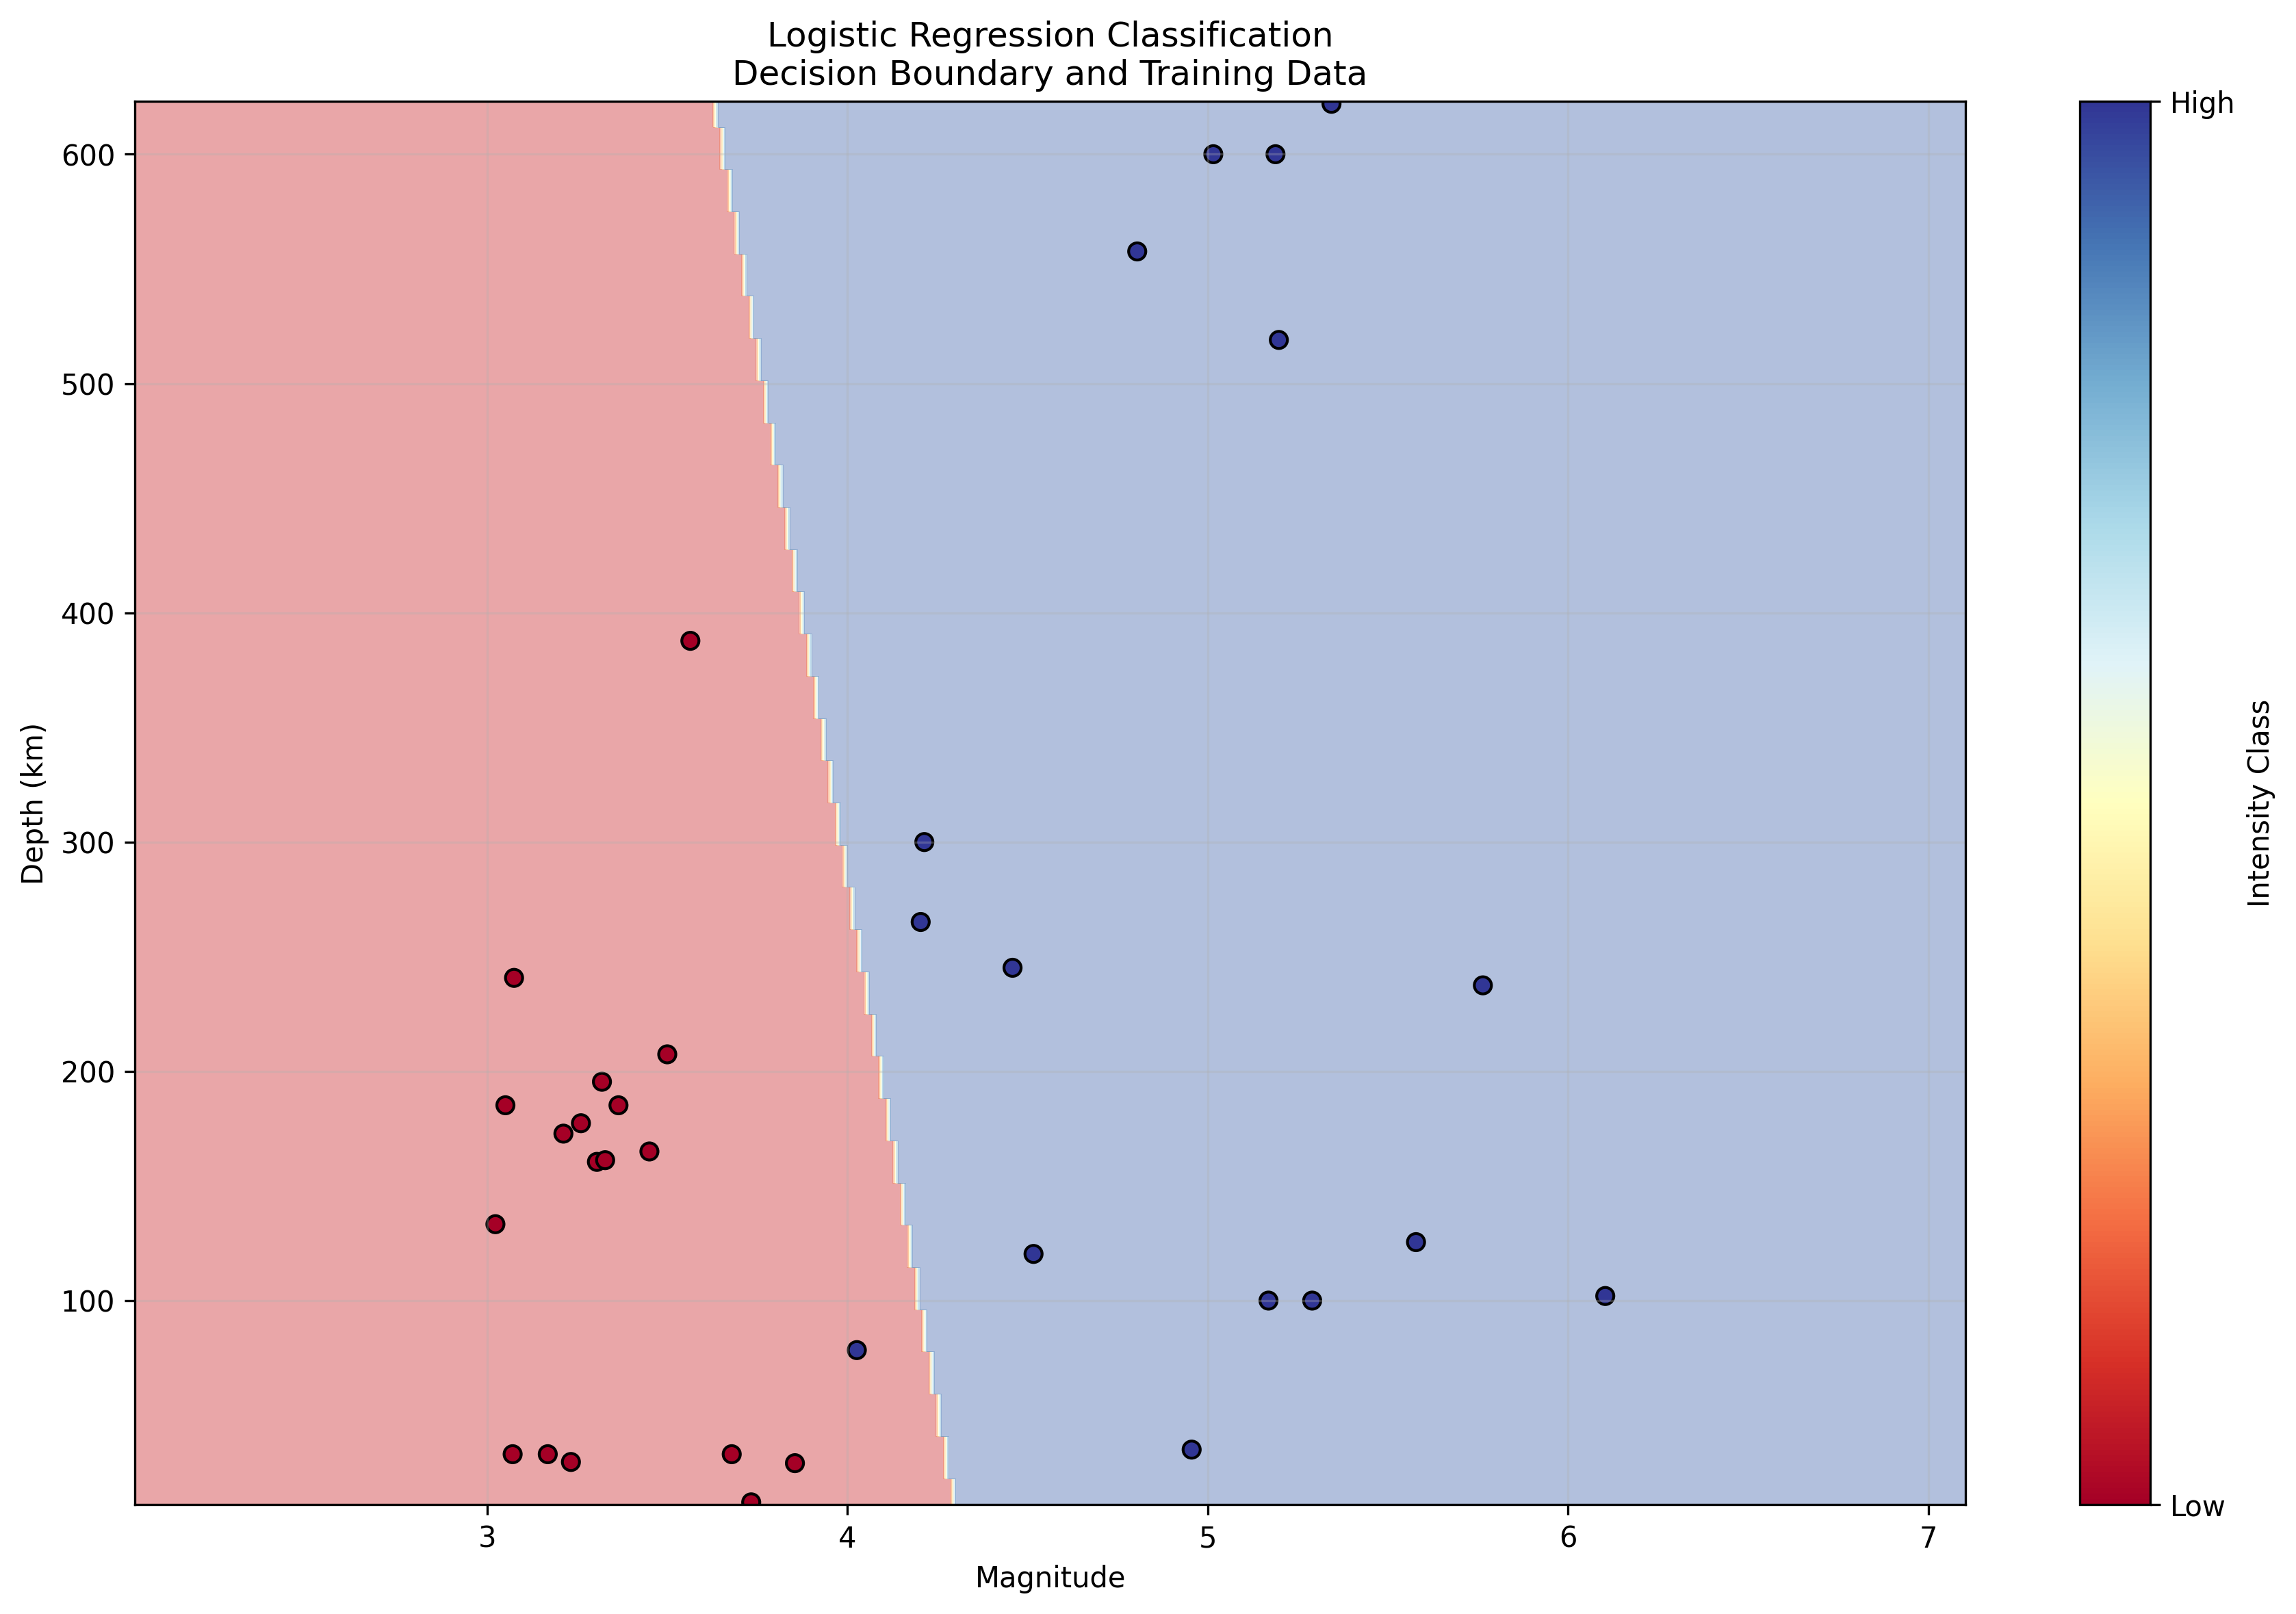 Logistic Regression Classification
Decision Boundary and Training Data
High
600
500
400
300
200
100
Depth (km)
Intensity Class
Low
3
4
5
6
7
Magnitude